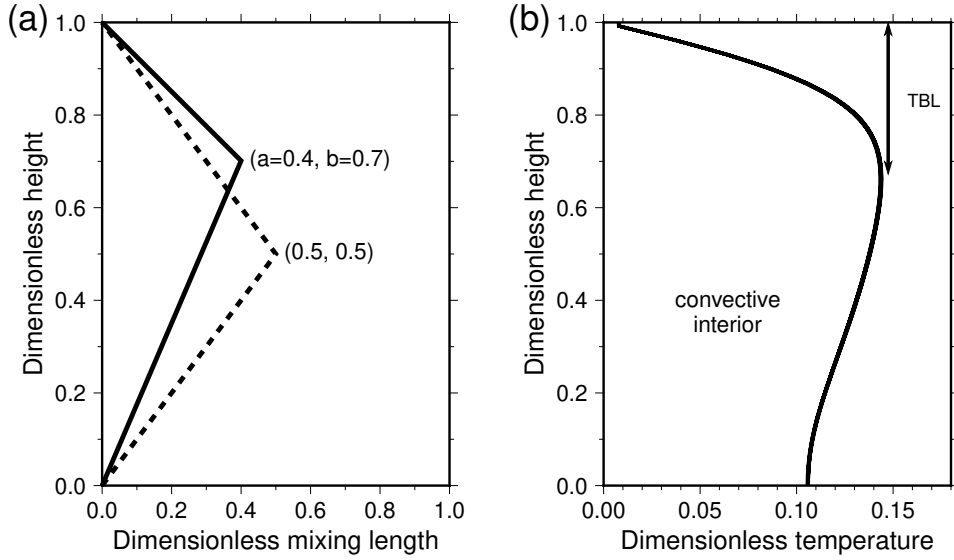 (a)
1.0
0.8
0.6
0.4
0.2
0.0
Dimensionless height
(a=0.4, b=0.7)
(0.5, 0.5)
0.0 0.2 0.4 0.6 0.8 1.0
Dimensionless mixing length
(b)
1.0
0.8
0.6
0.4
0.2
0.0
Dimensionless height
TBL
convective
interior
0.00 0.05 0.10 0.15
Dimensionless temperature